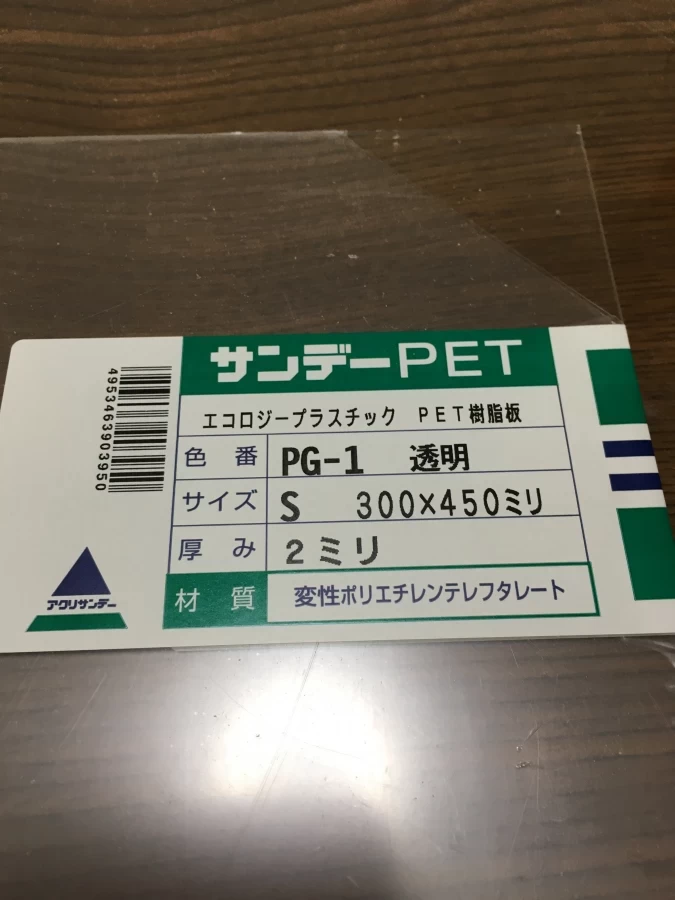 サンデーPET
エコロジープラスチック PET樹脂板
色番 PG-1 透明
サイズ S 300×450ミリ
厚み 2ミリ
材質 変性ポリエチレンテレフタレート
4953463903950
アクリサンデー